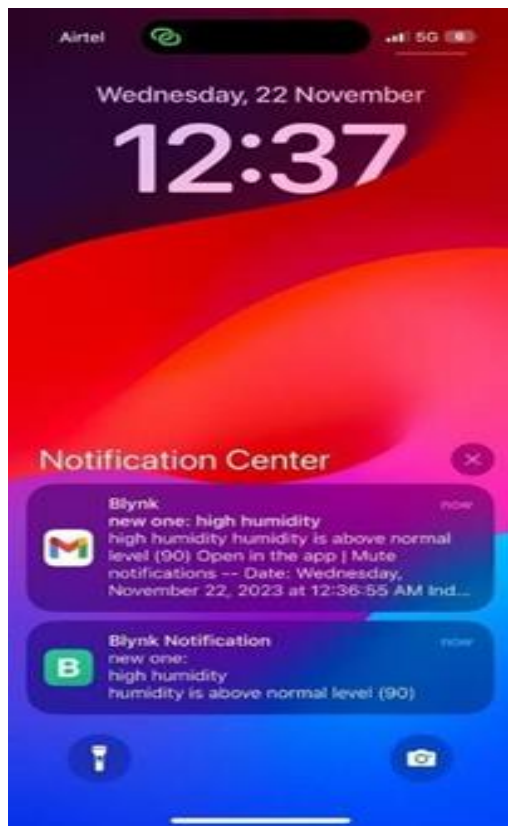 Airtel
5G
Wednesday, 22 November
12:37
Notification Center
Blynk now
new one: high humidity
high humidity humidity is above normal
level (90) Open in the app | Mute
notifications -- Date: Wednesday,
November 22, 2023 at 12:36:55 AM Ind...
Blynk Notification now
new one:
high humidity
humidity is above normal level (90)
B